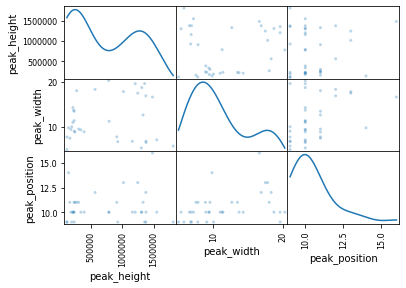 peak_height
1500000
1000000
500000
peak_width
20
10
peak_position
15.0
12.5
10.0
500000
1000000
1500000
peak_height
10
20
peak_width
10.0
12.5
15.0
peak_position